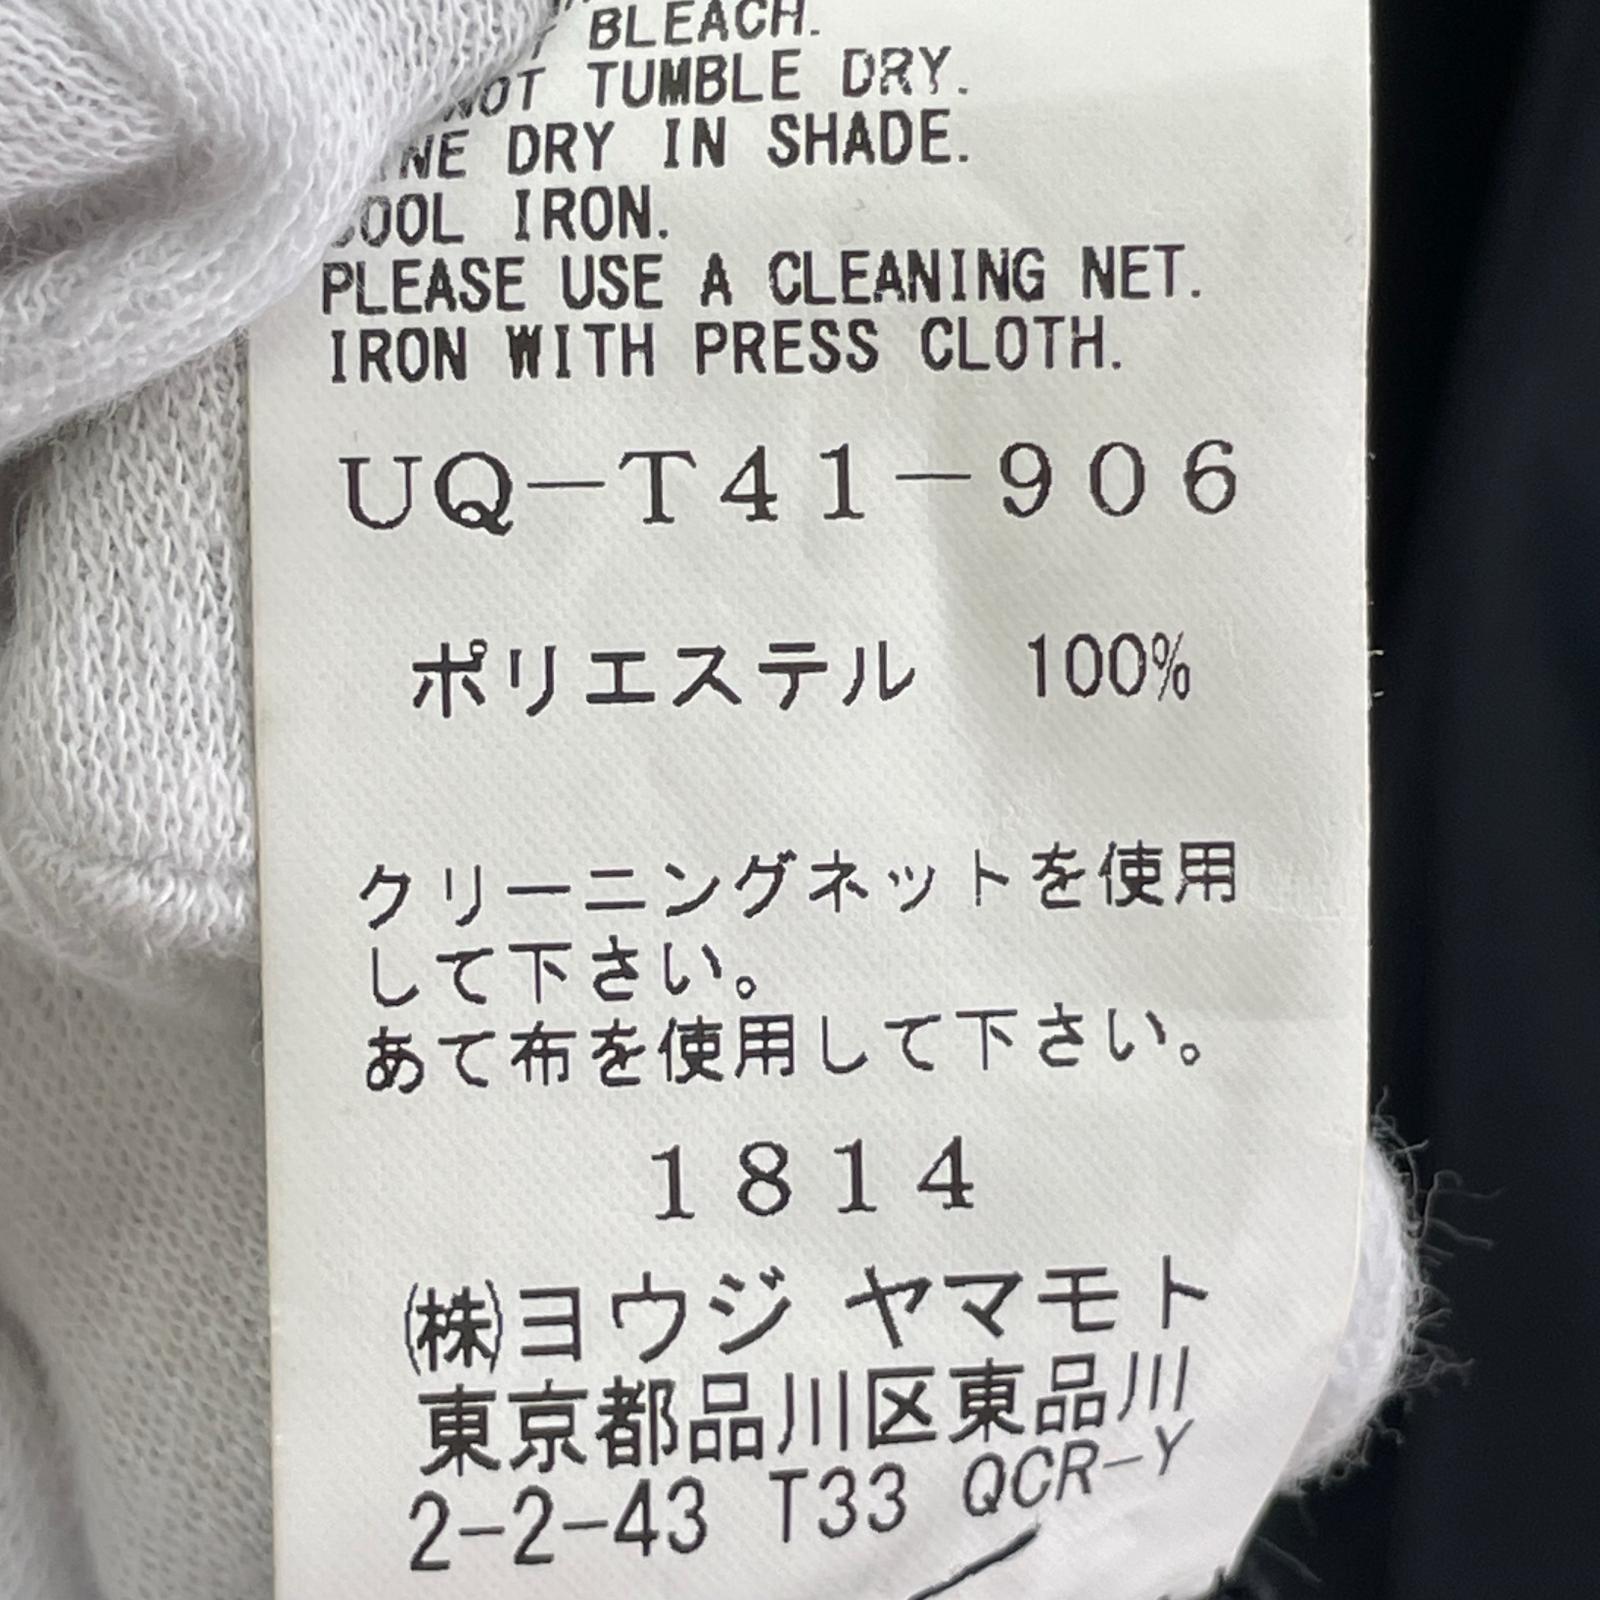 BLEACH.
NOT TUMBLE DRY.
DRY IN SHADE.
COOL IRON.
PLEASE USE A CLEANING NET.
IRON WITH PRESS CLOTH.
UQ－T41－906
ポリエステル 100%
クリーニングネットを使用
して下さい。
あて布を使用して下さい。
1814
(株)ヨウジ ヤマモト
東京都品川区東品川
2-2-43 T33 QCR-Y